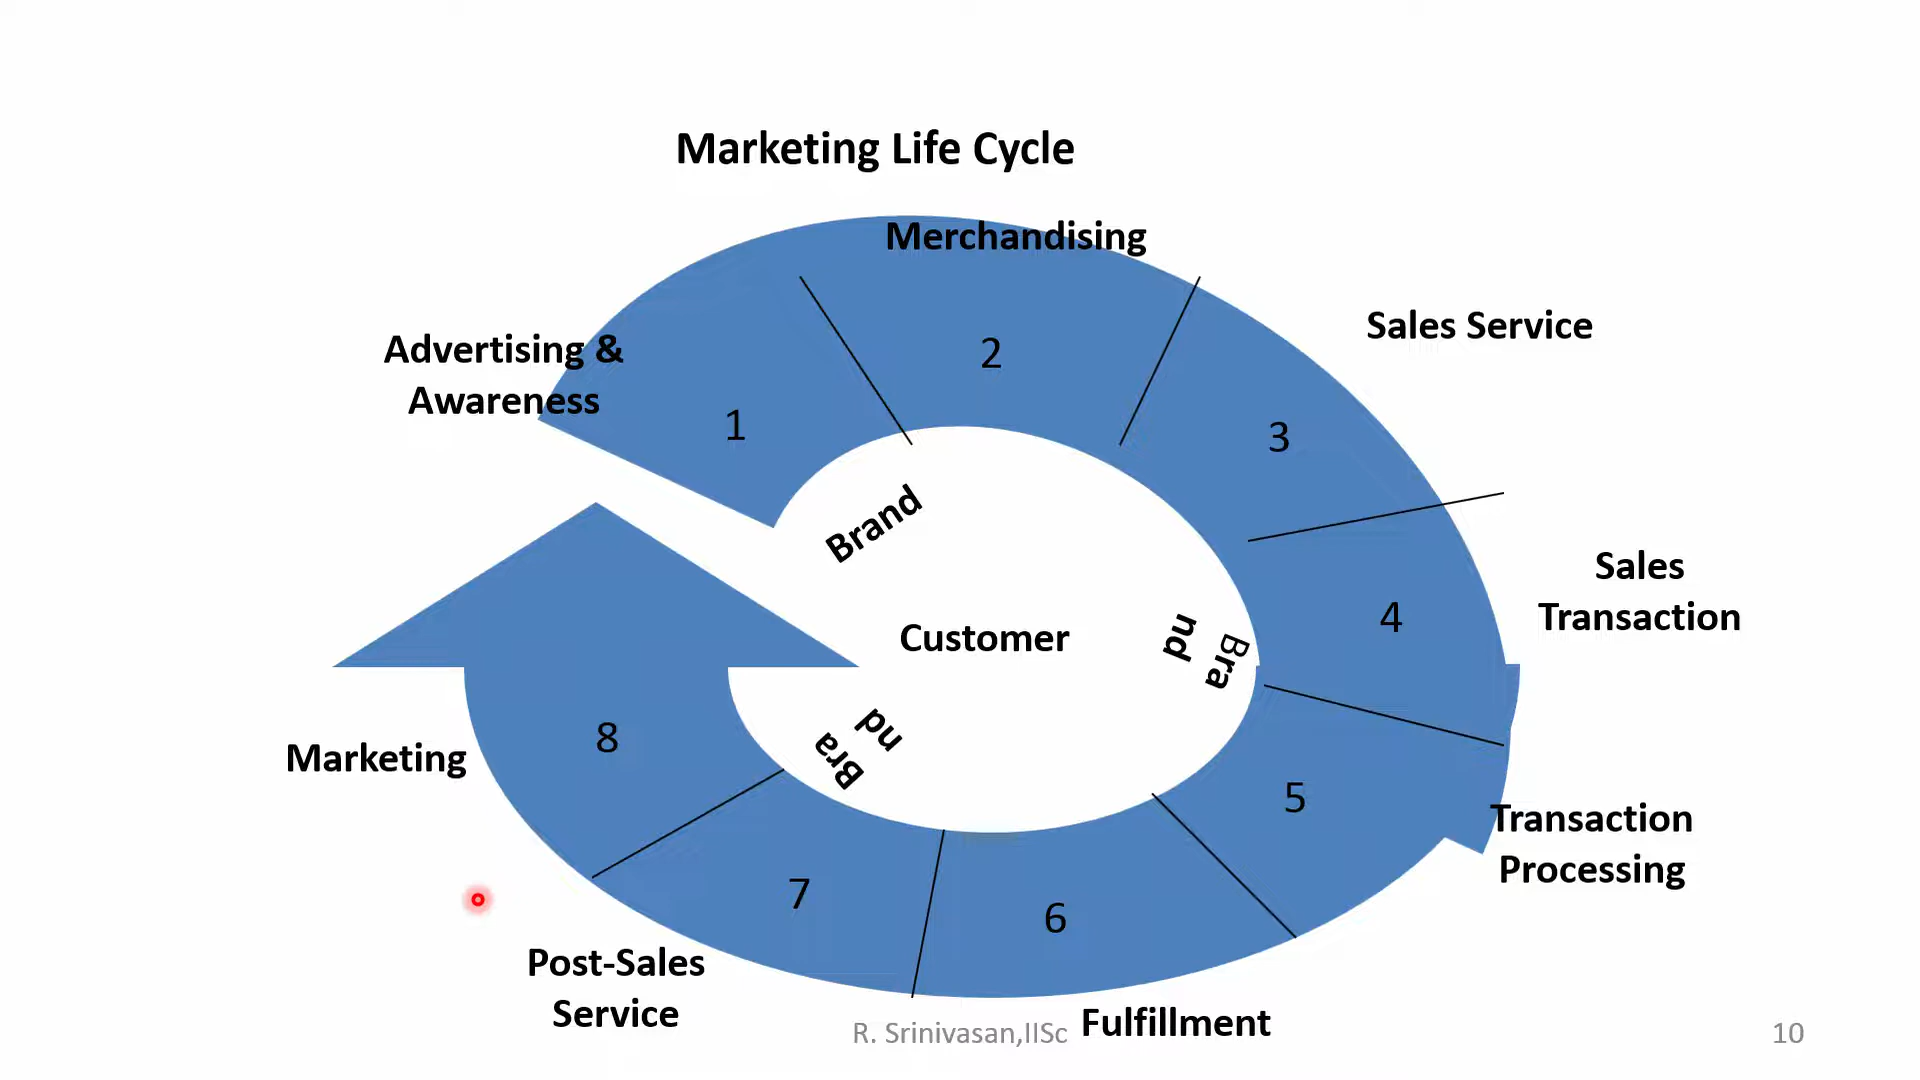 Marketing Life Cycle
Merchandising
Sales Service
Advertising &
Awareness
2
1
3
Brand
Sales
Transaction
4
Customer
Bra
nd
Bra
nd
8
Marketing
5
Transaction
Processing
7
6
Post-Sales
Service
Fulfillment
R. Srinivasan,IISc
10